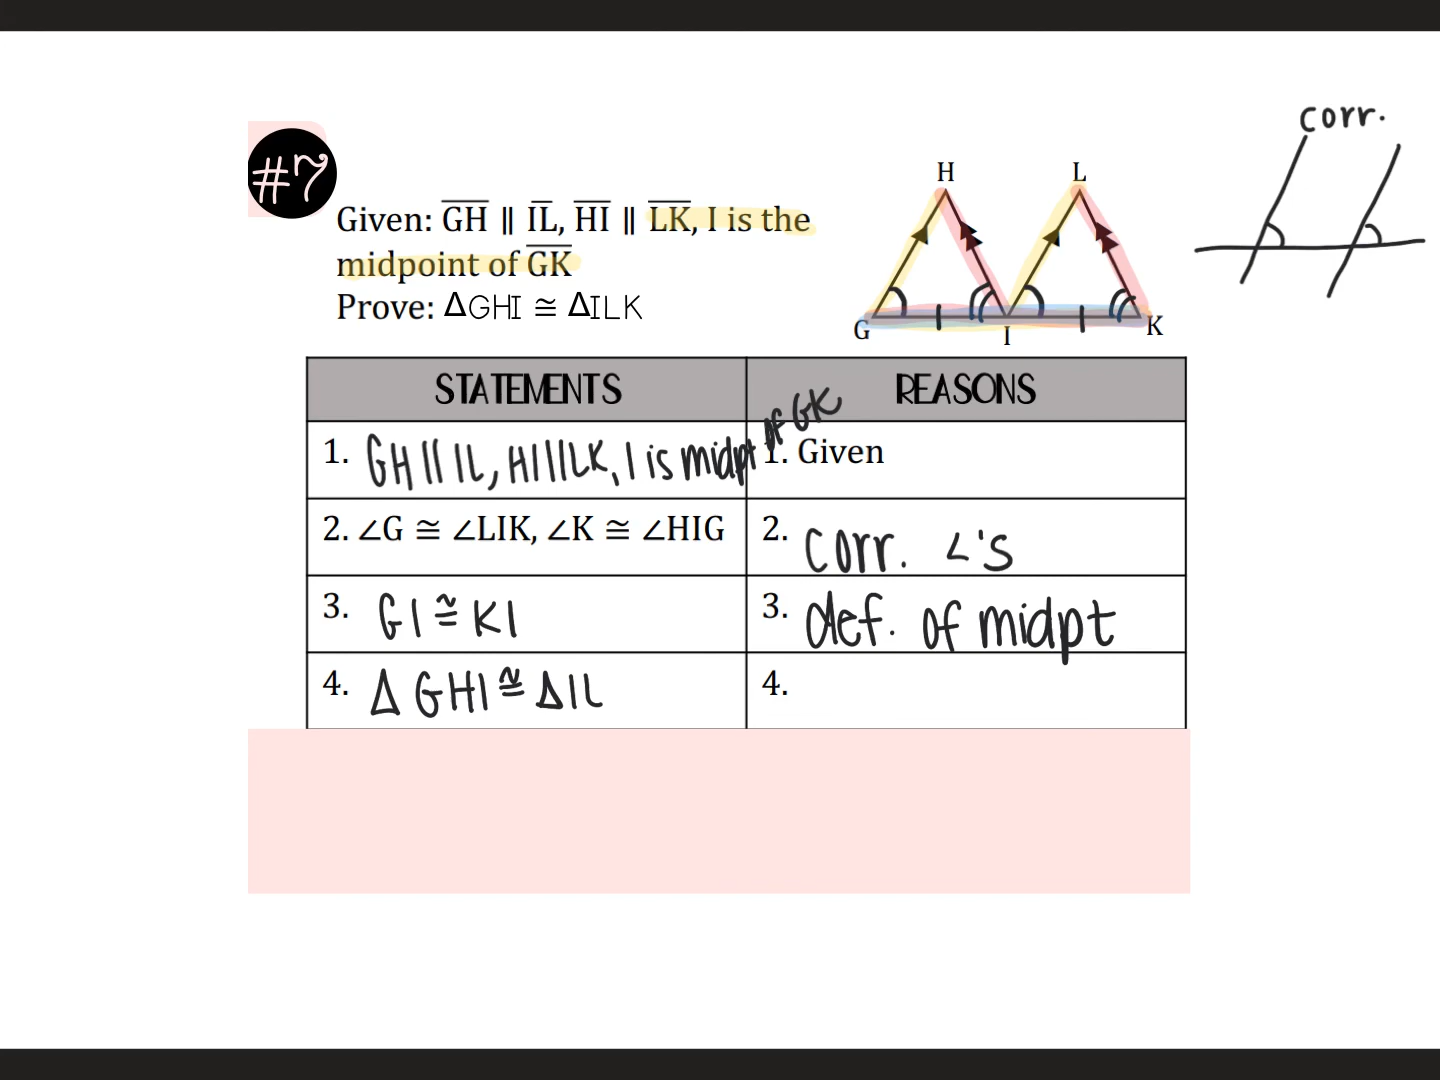 #7
Given: GH ∥ IL, HI ∥ LK, I is the
midpoint of GK
Prove: ΔGHI ≅ ΔILK
H
L
G
I
K
corr.
STATEMENTS
REASONS
1. GH || IL, HI || LK, I is midpt of GK
1. Given
2. ∠G ≅ ∠LIK, ∠K ≅ ∠HIG
2. corr. ∠'s
3. GI ≅ KI
3. def. of midpt
4. Δ GHI ≅ Δ IL
4.